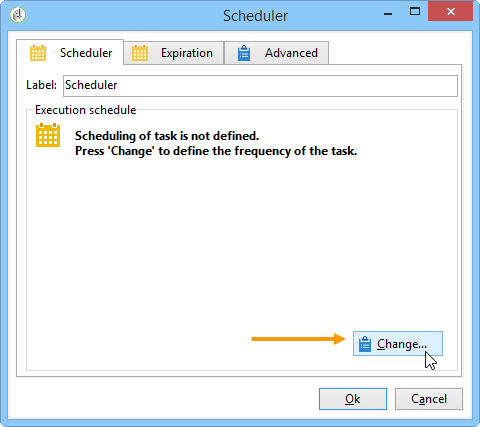 Scheduler
Scheduler
Expiration
Advanced
Label:
Scheduler
Execution schedule
Scheduling of task is not defined.
Press 'Change' to define the frequency of the task.
Change...
Ok
Cancel